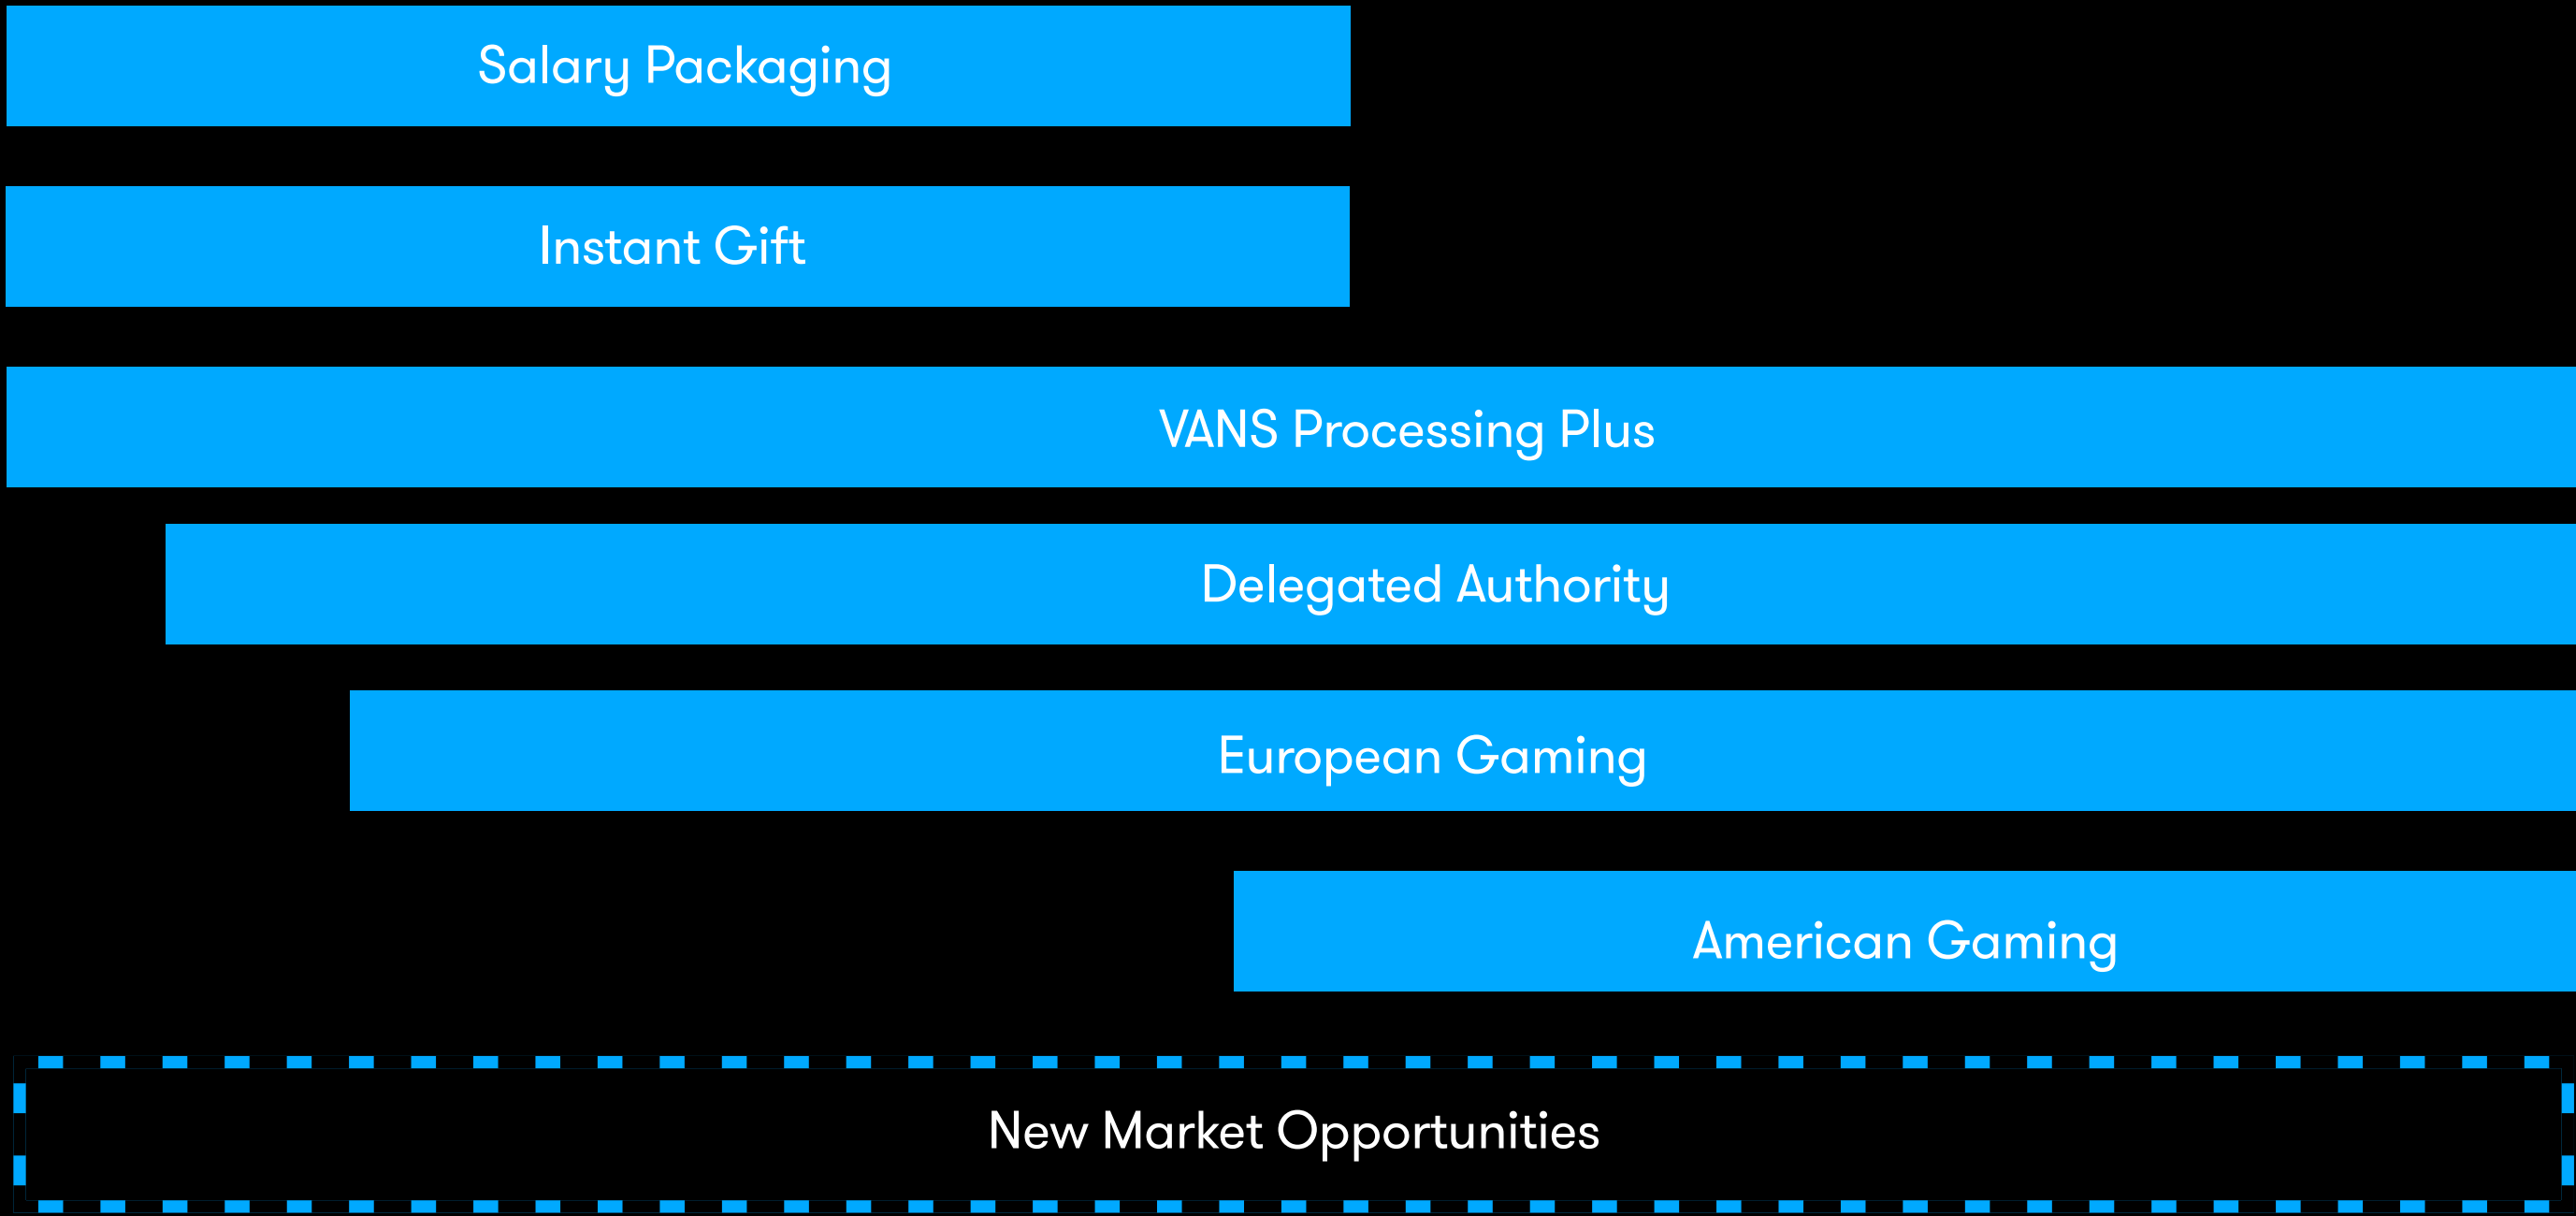 Salary Packaging
Instant Gift
VANS Processing Plus
Delegated Authority
European Gaming
American Gaming
New Market Opportunities